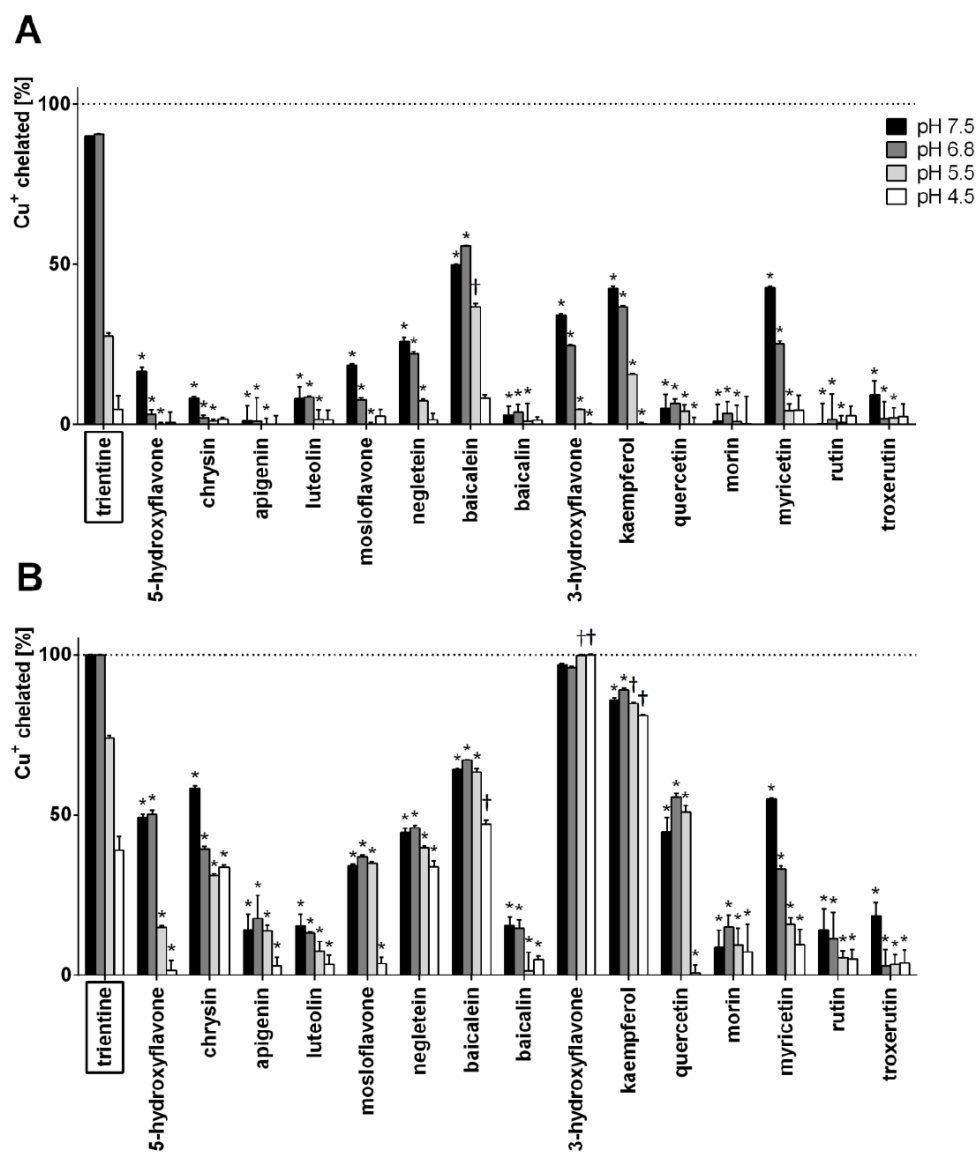 A
Cu⁺ chelated [%]
100
50
0
pH 7.5
pH 6.8
pH 5.5
pH 4.5
* * * * * * * * * * * * * * * * * * * † * * * * * * * * * * * * * * * * * * * * * * * * * * *
trientine
5-hydroxyflavone
chrysin
apigenin
luteolin
mosloflavone
negletein
baicalein
baicalin
3-hydroxyflavone
kaempferol
quercetin
morin
myricetin
rutin
troxerutin
B
Cu⁺ chelated [%]
100
50
0
* * * * * * * * * * * * * * * * * * * * * * * * * * * † * * * * † † * * † † * * * * * * * * * * * * * * * * * * * *
trientine
5-hydroxyflavone
chrysin
apigenin
luteolin
mosloflavone
negletein
baicalein
baicalin
3-hydroxyflavone
kaempferol
quercetin
morin
myricetin
rutin
troxerutin